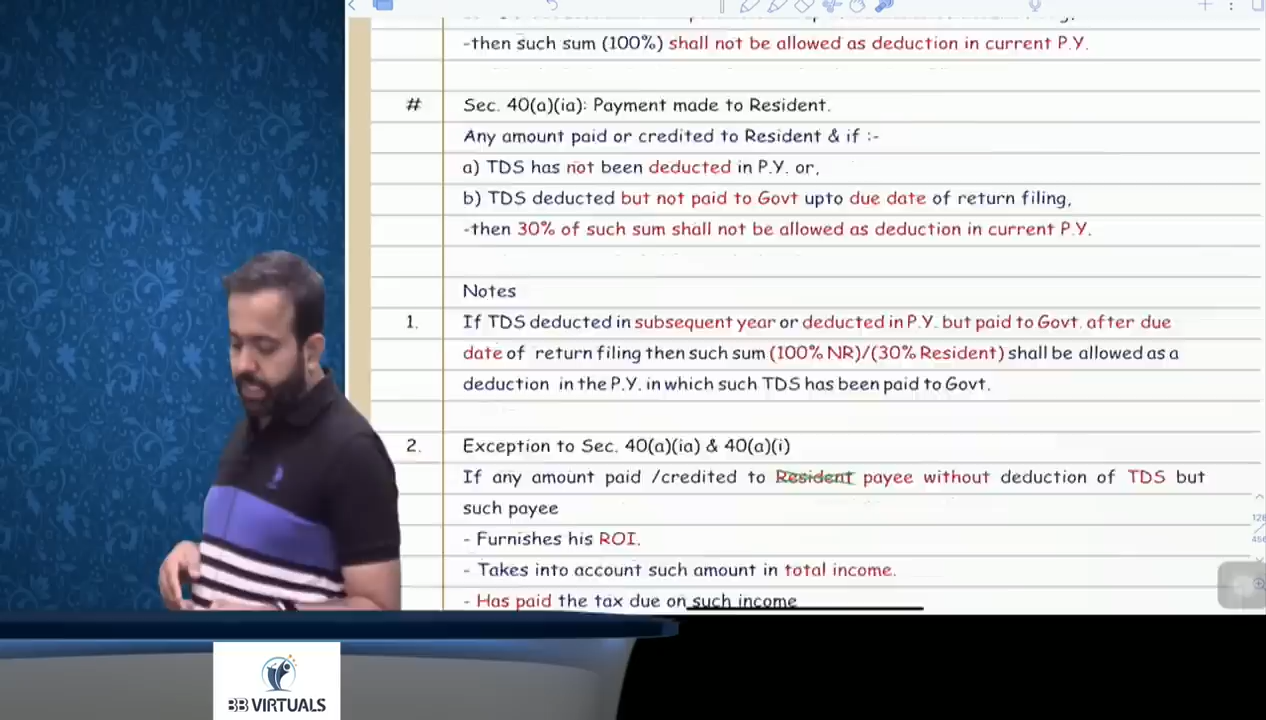 -then such sum (100%) shall not be allowed as deduction in current P.Y.
# Sec. 40(a)(ia): Payment made to Resident.
Any amount paid or credited to Resident & if :-
a) TDS has not been deducted in P.Y. or,
b) TDS deducted but not paid to Govt upto due date of return filing,
-then 30% of such sum shall not be allowed as deduction in current P.Y.
Notes
1. If TDS deducted in subsequent year or deducted in P.Y. but paid to Govt. after due
date of return filing then such sum (100% NR)/(30% Resident) shall be allowed as a
deduction in the P.Y. in which such TDS has been paid to Govt.
2. Exception to Sec. 40(a)(ia) & 40(a)(i)
If any amount paid /credited to Resident payee without deduction of TDS but
such payee
- Furnishes his ROI.
- Takes into account such amount in total income.
- Has paid the tax due on such income
BB VIRTUALS